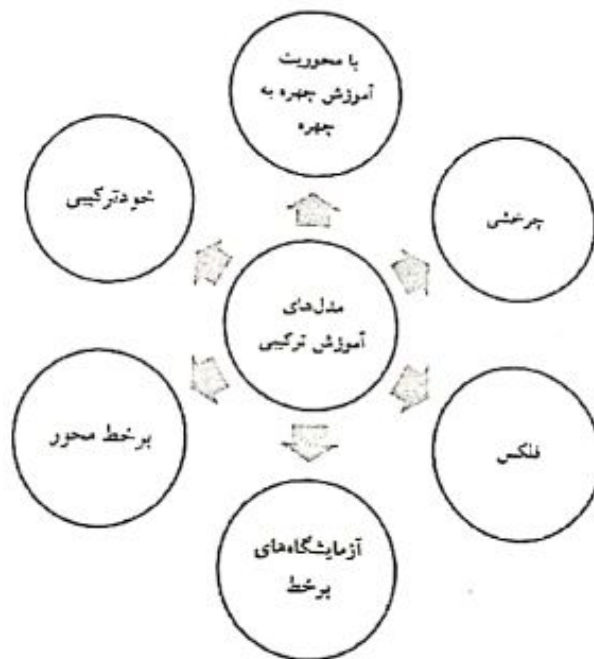 با محوریت
آموزش چهره به
چهره
چرخشی
فلکس
آزمایشگاه‌های
برخط
برخط محور
خودترکیبی
مدل‌های
آموزش ترکیبی